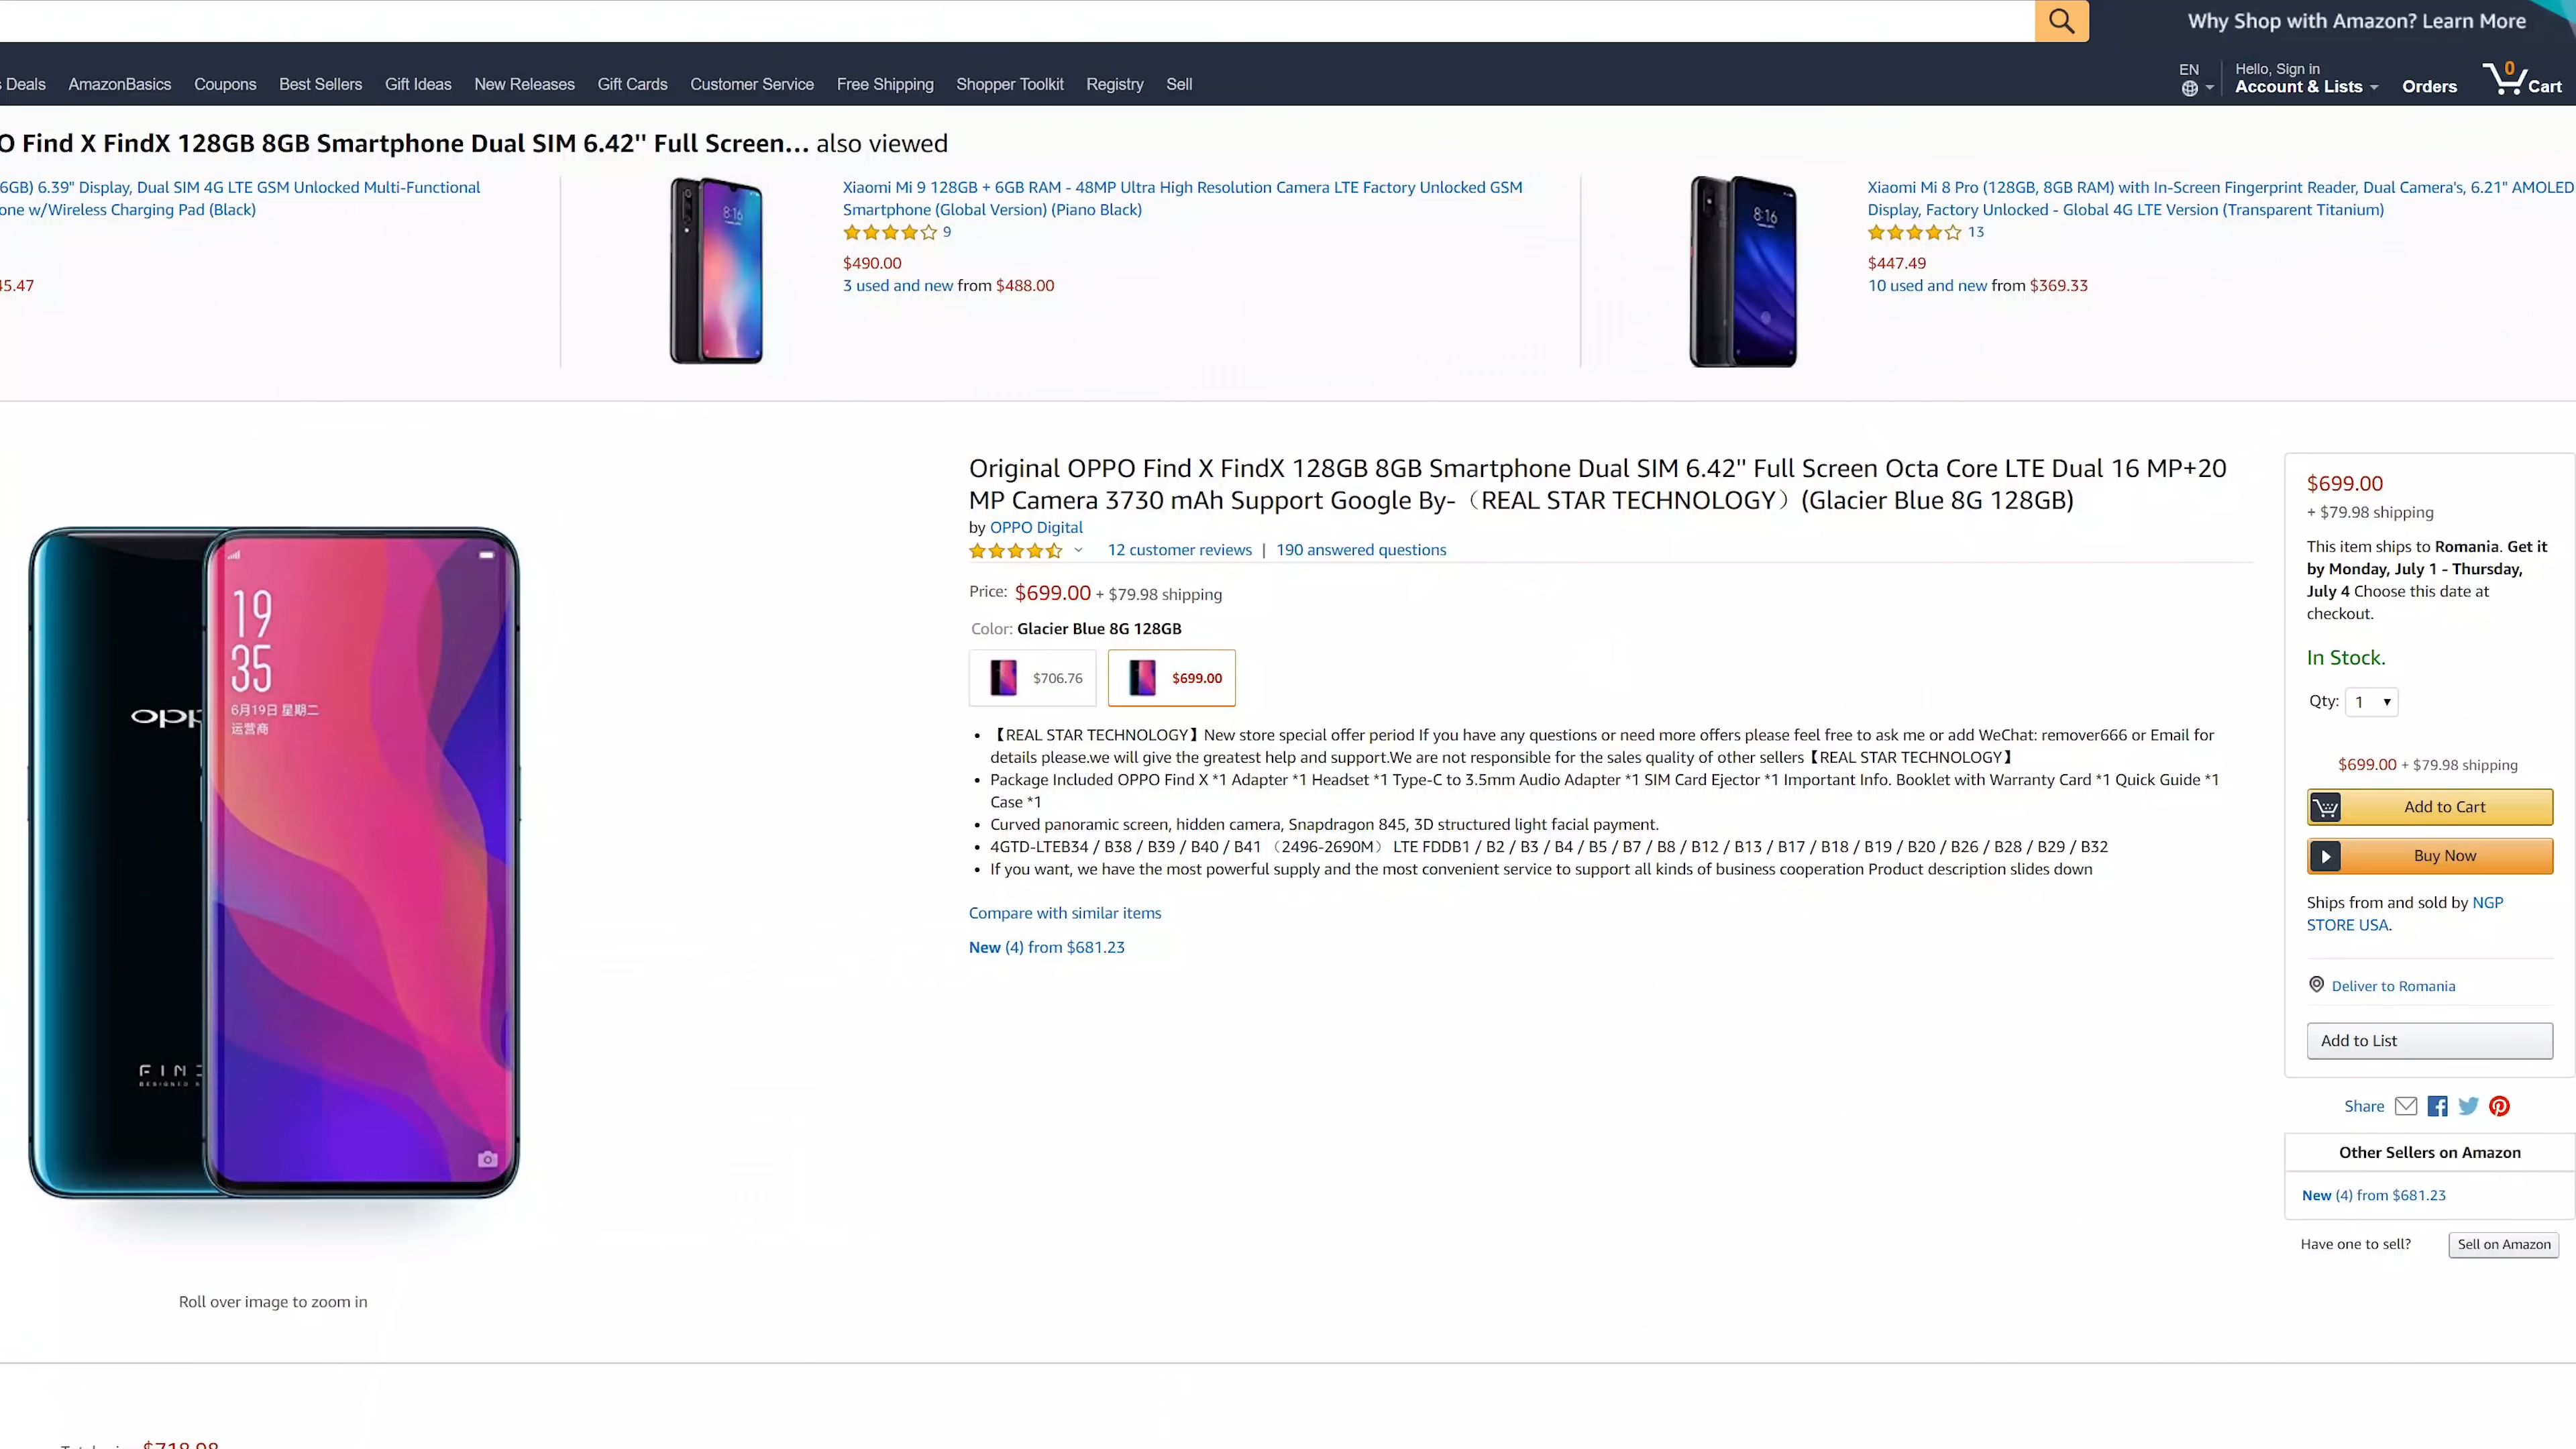 Why Shop with Amazon? Learn More
Deals AmazonBasics Coupons Best Sellers Gift Ideas New Releases Gift Cards Customer Service Free Shipping Shopper Toolkit Registry Sell
EN
Hello, Sign in
Account & Lists
Orders
0
Cart
O Find X FindX 128GB 8GB Smartphone Dual SIM 6.42'' Full Screen... also viewed
6GB) 6.39" Display, Dual SIM 4G LTE GSM Unlocked Multi-Functional
one w/Wireless Charging Pad (Black)
45.47
8:16
Xiaomi Mi 9 128GB + 6GB RAM - 48MP Ultra High Resolution Camera LTE Factory Unlocked GSM
Smartphone (Global Version) (Piano Black)
9
$490.00
3 used and new from $488.00
8:16
Xiaomi Mi 8 Pro (128GB, 8GB RAM) with In-Screen Fingerprint Reader, Dual Camera's, 6.21" AMOLED
Display, Factory Unlocked - Global 4G LTE Version (Transparent Titanium)
13
$447.49
10 used and new from $369.33
19
35
6月19日 星期二
运营商
Roll over image to zoom in
Original OPPO Find X FindX 128GB 8GB Smartphone Dual SIM 6.42'' Full Screen Octa Core LTE Dual 16 MP+20
MP Camera 3730 mAh Support Google By-（REAL STAR TECHNOLOGY）(Glacier Blue 8G 128GB)
by OPPO Digital
12 customer reviews | 190 answered questions
Price: $699.00 + $79.98 shipping
Color: Glacier Blue 8G 128GB
$706.76 $699.00
• 【REAL STAR TECHNOLOGY】New store special offer period If you have any questions or need more offers please feel free to ask me or add WeChat: remover666 or Email for
details please.we will give the greatest help and support.We are not responsible for the sales quality of other sellers【REAL STAR TECHNOLOGY】
• Package Included OPPO Find X *1 Adapter *1 Headset *1 Type-C to 3.5mm Audio Adapter *1 SIM Card Ejector *1 Important Info. Booklet with Warranty Card *1 Quick Guide *1
Case *1
• Curved panoramic screen, hidden camera, Snapdragon 845, 3D structured light facial payment.
• 4GTD-LTEB34 / B38 / B39 / B40 / B41 （2496-2690M） LTE FDDB1 / B2 / B3 / B4 / B5 / B7 / B8 / B12 / B13 / B17 / B18 / B19 / B20 / B26 / B28 / B29 / B32
• If you want, we have the most powerful supply and the most convenient service to support all kinds of business cooperation Product description slides down
Compare with similar items
New (4) from $681.23
$699.00
+ $79.98 shipping
This item ships to Romania. Get it
by Monday, July 1 - Thursday,
July 4 Choose this date at
checkout.
In Stock.
Qty: 1
$699.00 + $79.98 shipping
Add to Cart
Buy Now
Ships from and sold by NGP
STORE USA.
Deliver to Romania
Add to List
Share
Other Sellers on Amazon
New (4) from $681.23
Have one to sell? Sell on Amazon